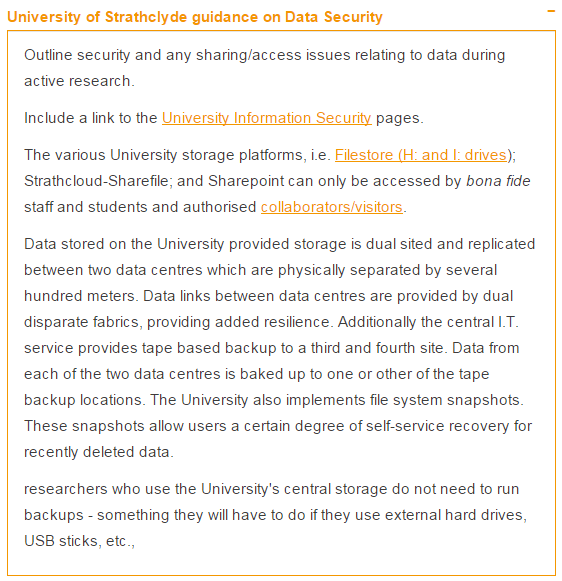 University of Strathclyde guidance on Data Security
Outline security and any sharing/access issues relating to data during
active research.
Include a link to the University Information Security pages.
The various University storage platforms, i.e. Filestore (H: and I: drives);
Strathcloud-Sharefile; and Sharepoint can only be accessed by bona fide
staff and students and authorised collaborators/visitors.
Data stored on the University provided storage is dual sited and replicated
between two data centres which are physically separated by several
hundred meters. Data links between data centres are provided by dual
disparate fabrics, providing added resilience. Additionally the central I.T.
service provides tape based backup to a third and fourth site. Data from
each of the two data centres is baked up to one or other of the tape
backup locations. The University also implements file system snapshots.
These snapshots allow users a certain degree of self-service recovery for
recently deleted data.
researchers who use the University's central storage do not need to run
backups - something they will have to do if they use external hard drives,
USB sticks, etc.,